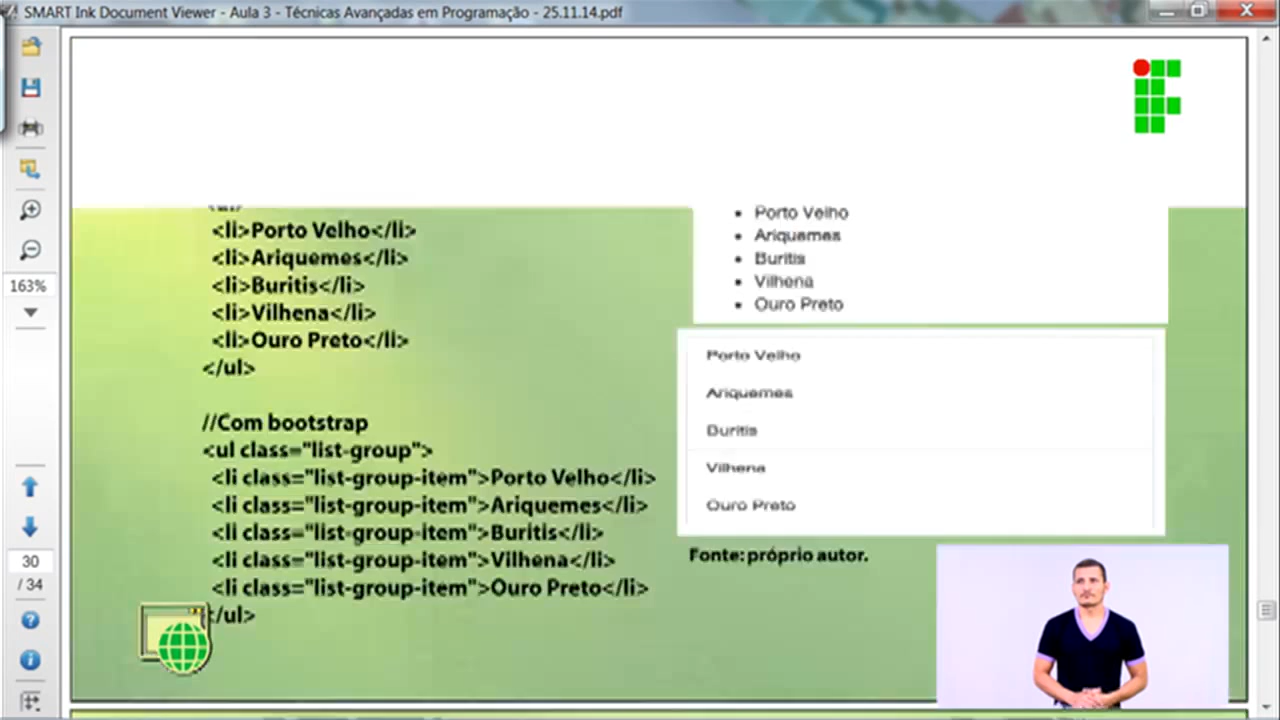 SMART Ink Document Viewer - Aula 3 - Técnicas Avançadas em Programação - 25.11.14.pdf
163%
30
/ 34
<li>Porto Velho</li>
<li>Ariquemes</li>
<li>Buritis</li>
<li>Vilhena</li>
<li>Ouro Preto</li>
</ul>
//Com bootstrap
<ul class="list-group">
<li class="list-group-item">Porto Velho</li>
<li class="list-group-item">Ariquemes</li>
<li class="list-group-item">Buritis</li>
<li class="list-group-item">Vilhena</li>
<li class="list-group-item">Ouro Preto</li>
</ul>
• Porto Velho
• Ariquemes
• Buritis
• Vilhena
• Ouro Preto
Porto Velho
Ariquemes
Buritis
Vilhena
Ouro Preto
Fonte: próprio autor.